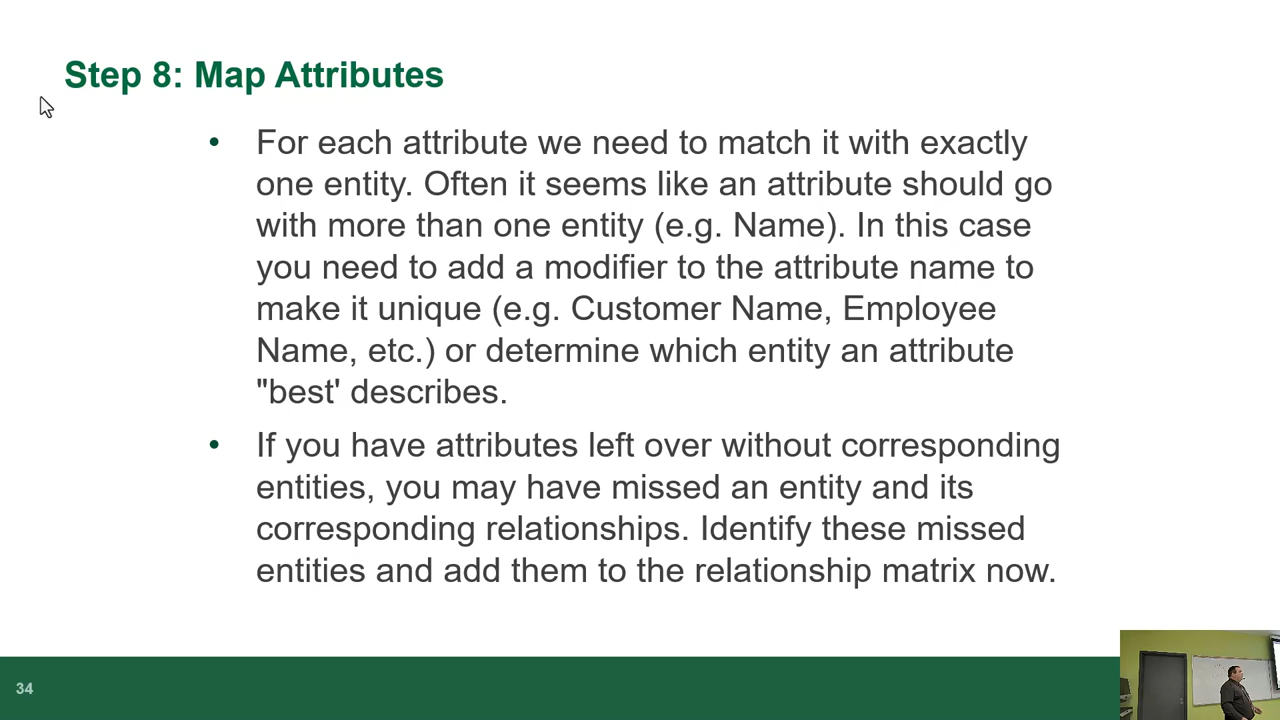 Step 8: Map Attributes
• For each attribute we need to match it with exactly
one entity. Often it seems like an attribute should go
with more than one entity (e.g. Name). In this case
you need to add a modifier to the attribute name to
make it unique (e.g. Customer Name, Employee
Name, etc.) or determine which entity an attribute
"best' describes.
• If you have attributes left over without corresponding
entities, you may have missed an entity and its
corresponding relationships. Identify these missed
entities and add them to the relationship matrix now.
34